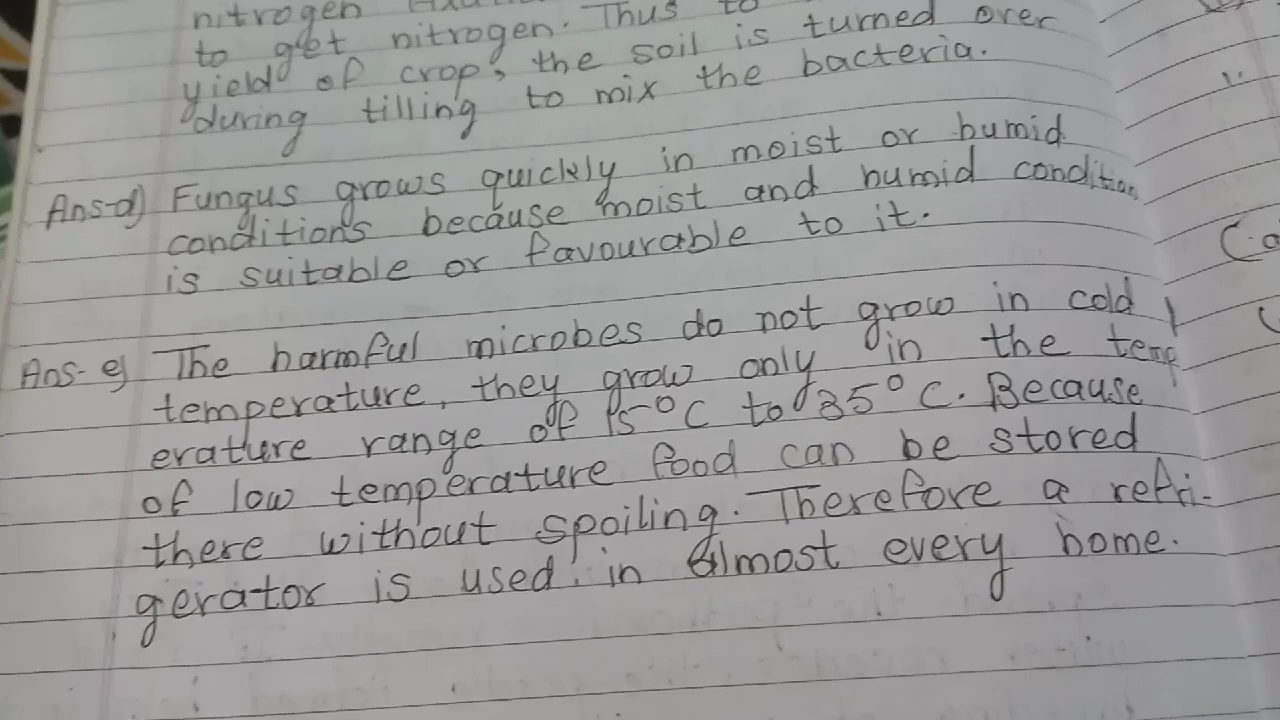 nitrogen
to get nitrogen. Thus to
yield of crop, the soil is turned over
during tilling to mix the bacteria.
Ans-d) Fungus grows quickly in moist or humid
conditions because moist and humid condition
is suitable or favourable to it.
Ans-e) The harmful microbes do not grow in cold
temperature, they grow only in the temp
erature range of 15°C to 35°C. Because
of low temperature food can be stored
there without spoiling. Therefore a refri-
gerator is used in almost every home.